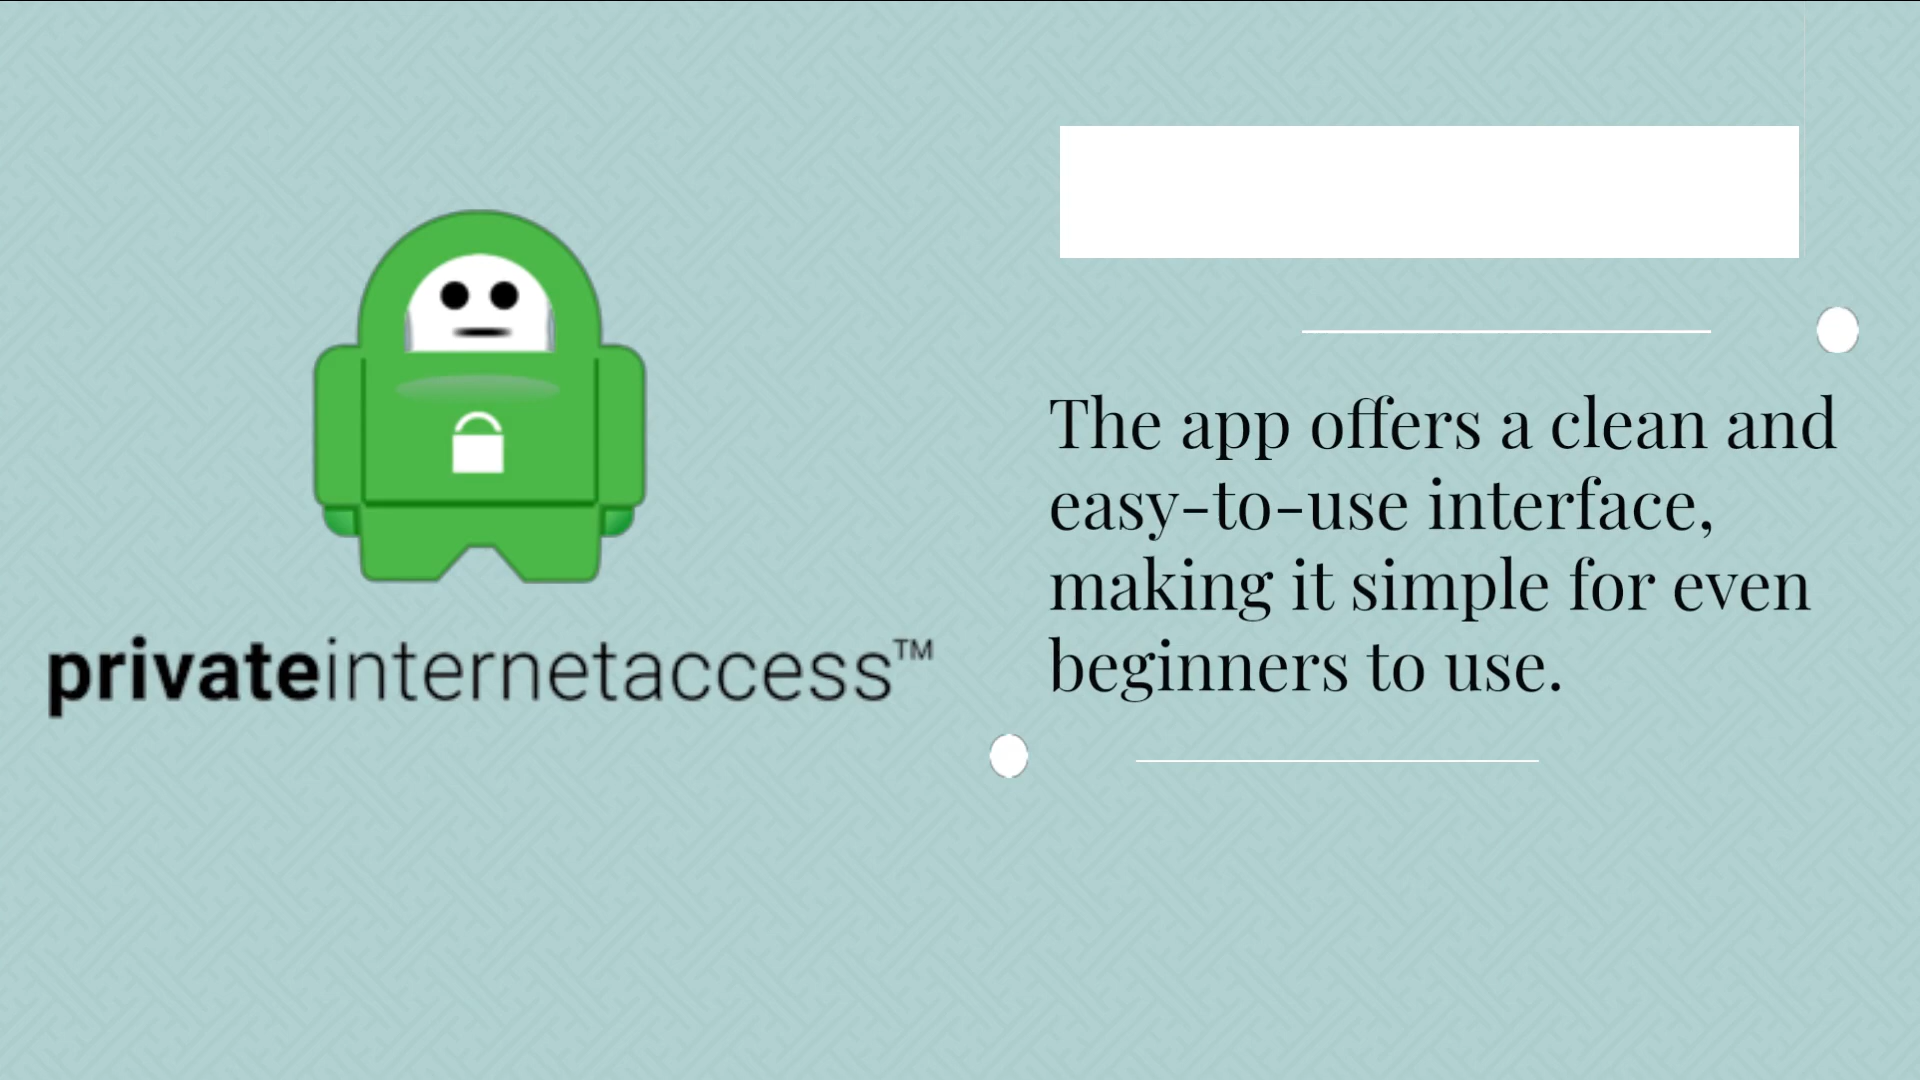 privateinternetaccess™
The app offers a clean and
easy-to-use interface,
making it simple for even
beginners to use.